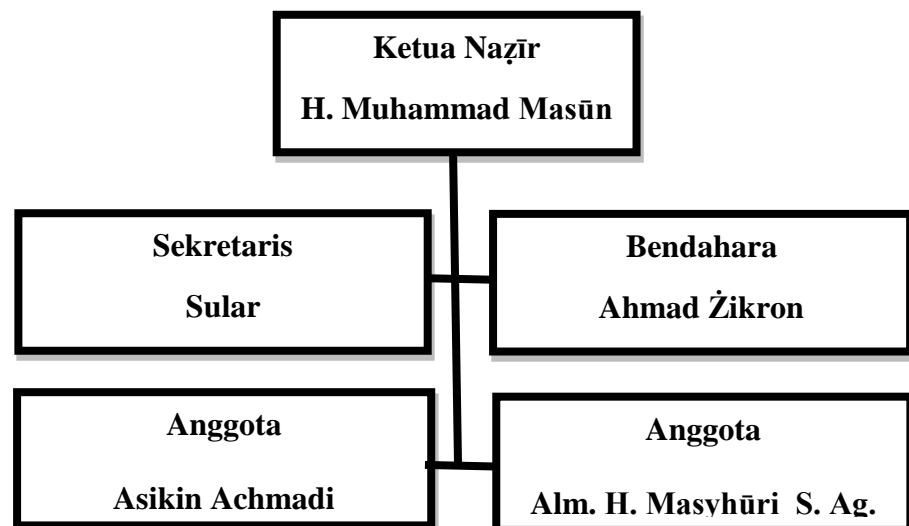 Ketua Naẓīr
H. Muhammad Masūn
Sekretaris
Sular
Bendahara
Ahmad Żikron
Anggota
Asikin Achmadi
Anggota
Alm. H. Masyhūri S. Ag.